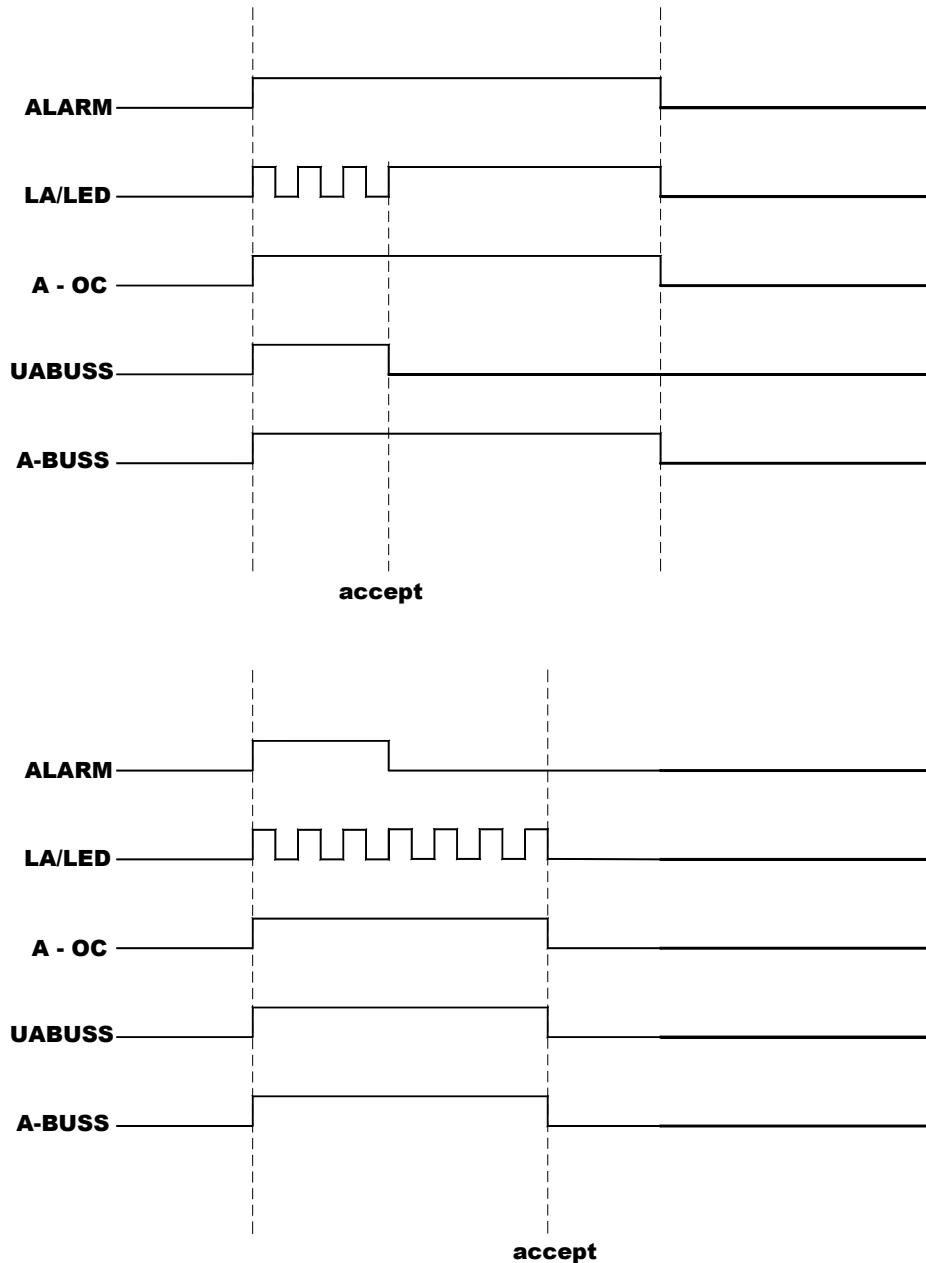 ALARM
LA/LED
A - OC
UABUSS
A-BUSS
accept
ALARM
LA/LED
A - OC
UABUSS
A-BUSS
accept